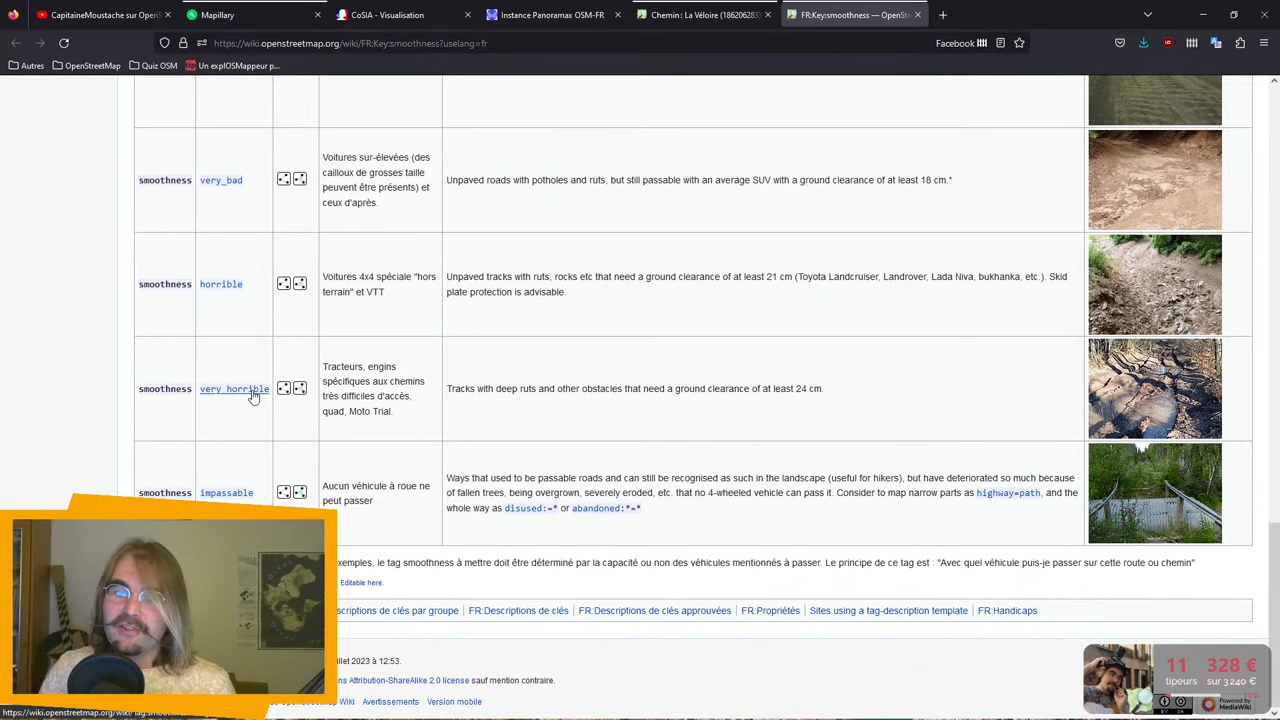 CapitaineMoustache sur Op
Mapillary
CoSIA - Visualisation
Instance Panoramax OSM-FR
Chemin : La Véloire (186206283)
FR:Key:smoothness — OpenSt
https://wiki.openstreetmap.org/wiki/FR:Key:smoothness?uselang=fr
Facebook
Autres
OpenStreetMap
Quiz OSM
Un explOSMappeur p...
smoothness
very_bad
Voitures sur-élevées (des
cailloux de grosses taille
peuvent être présents) et
ceux d'après.
Unpaved roads with potholes and ruts, but still passable with an average SUV with a ground clearance of at least 18 cm.*
smoothness
horrible
Voitures 4x4 spéciale "hors
terrain" et VTT
Unpaved tracks with ruts, rocks etc that need a ground clearance of at least 21 cm (Toyota Landcruiser, Landrover, Lada Niva, bukhanka, etc.). Skid
plate protection is advisable.
smoothness
very_horrible
Tracteurs, engins
spécifiques aux chemins
très difficiles d'accès,
quad, Moto Trial.
Tracks with deep ruts and other obstacles that need a ground clearance of at least 24 cm.
smoothness
impassable
Aucun véhicule à roue ne
peut passer
Ways that used to be passable roads and can still be recognised as such in the landscape (useful for hikers), but have deteriorated so much because
of fallen trees, being overgrown, severely eroded, etc. that no 4-wheeled vehicle can pass it. Consider to map narrow parts as highway=path, and the
whole way as disused:=* or abandoned:*=*
exemples, le tag smoothness à mettre doit être déterminé par la capacité ou non des véhicules mentionnés à passer. Le principe de ce tag est : "Avec quel véhicule puis-je passer sur cette route ou chemin"
Editable here.
scriptions de clés par groupe
FR:Descriptions de clés
FR:Descriptions de clés approuvées
FR:Propriétés
Sites using a tag-description template
FR:Handicaps
illet 2023 à 12:53.
ns Attribution-ShareAlike 2.0 license sauf mention contraire.
OpenStreetMap Wiki
Avertissements
Version mobile
11
tipeurs
328 €
sur 3 240 €
10%
BY
SA
Powered by
MediaWiki